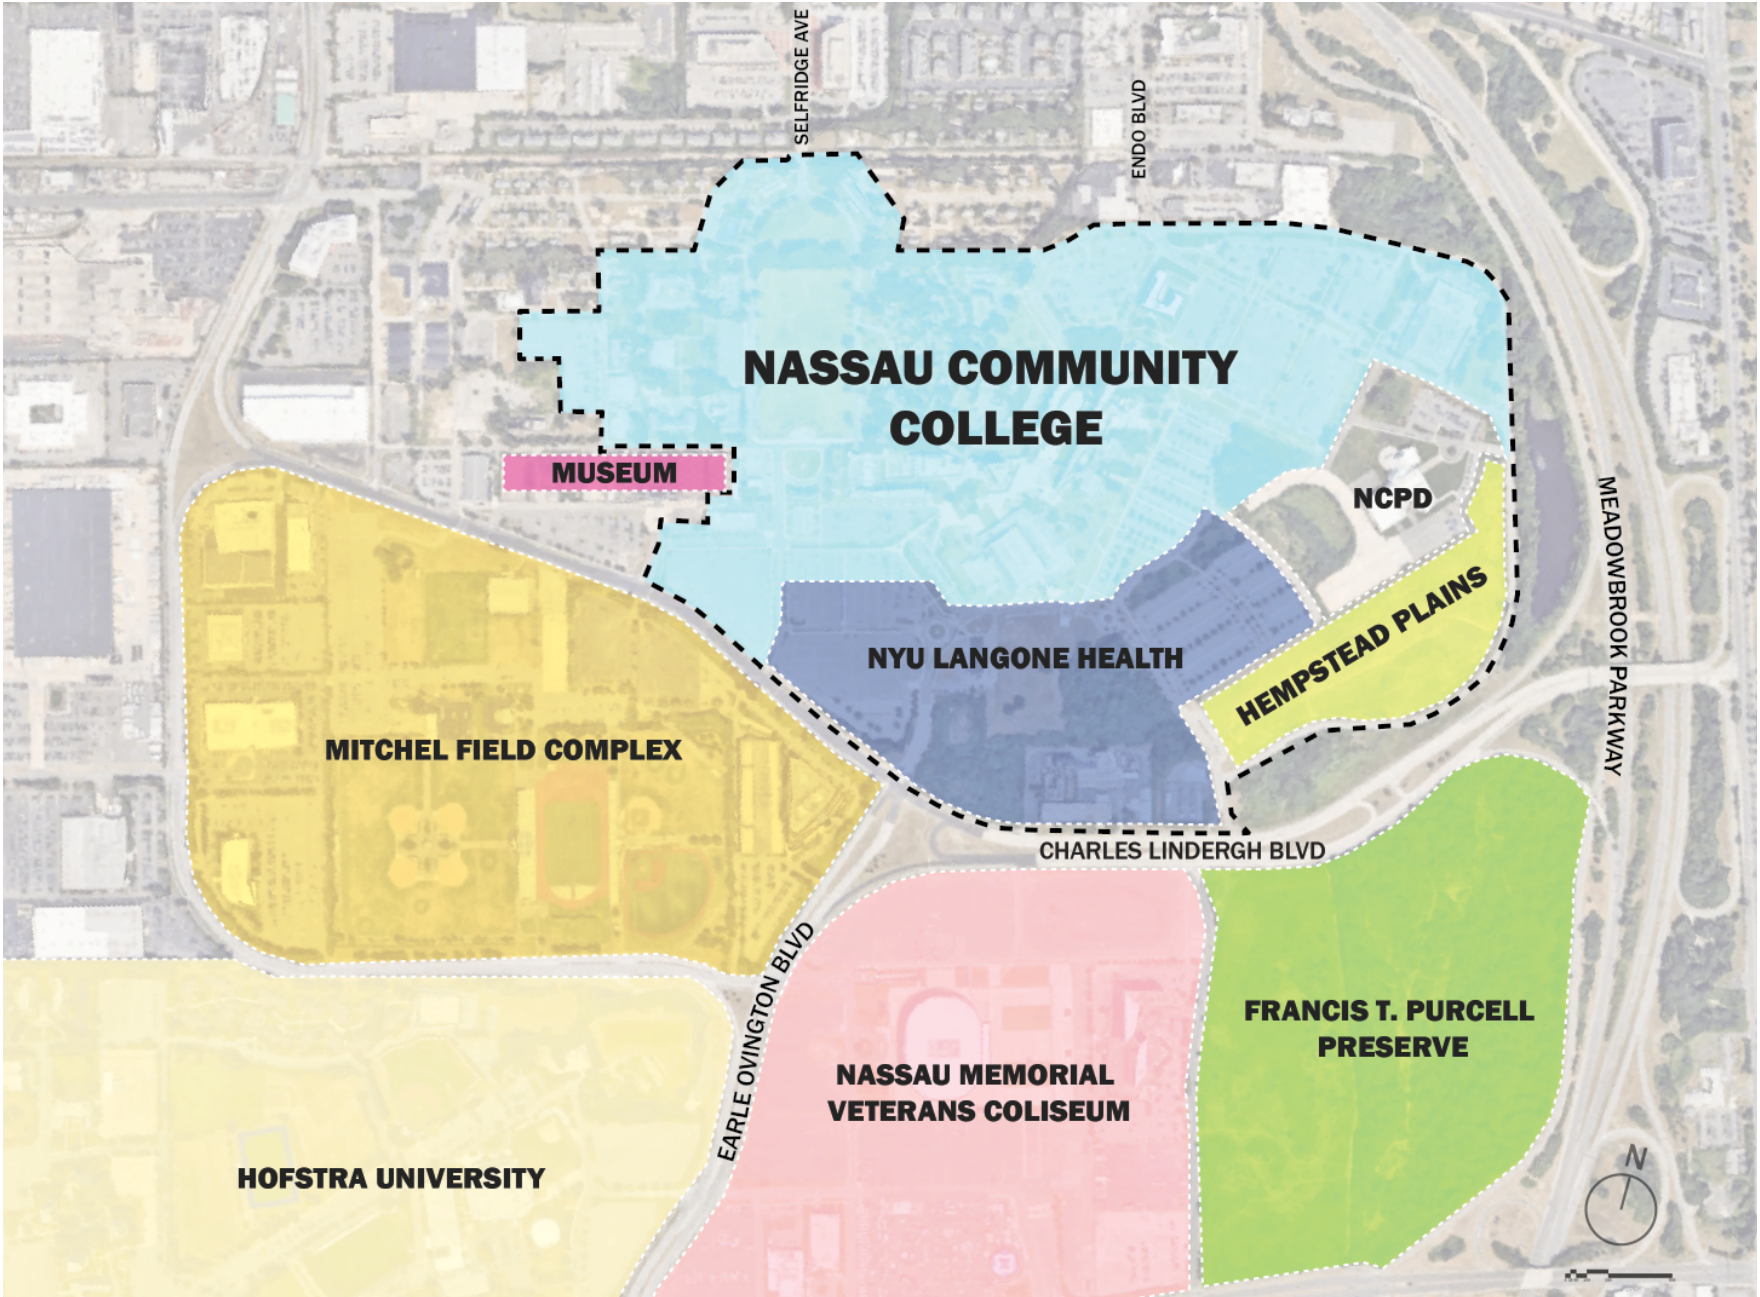 SELFRIDGE AVE
ENDO BLVD
NASSAU COMMUNITY
COLLEGE
MUSEUM
NCPD
MEADOWBROOK PARKWAY
HEMPSTEAD PLAINS
NYU LANGONE HEALTH
MITCHEL FIELD COMPLEX
CHARLES LINDERGH BLVD
EARLE OVINGTON BLVD
FRANCIS T. PURCELL
PRESERVE
NASSAU MEMORIAL
VETERANS COLISEUM
HOFSTRA UNIVERSITY
N